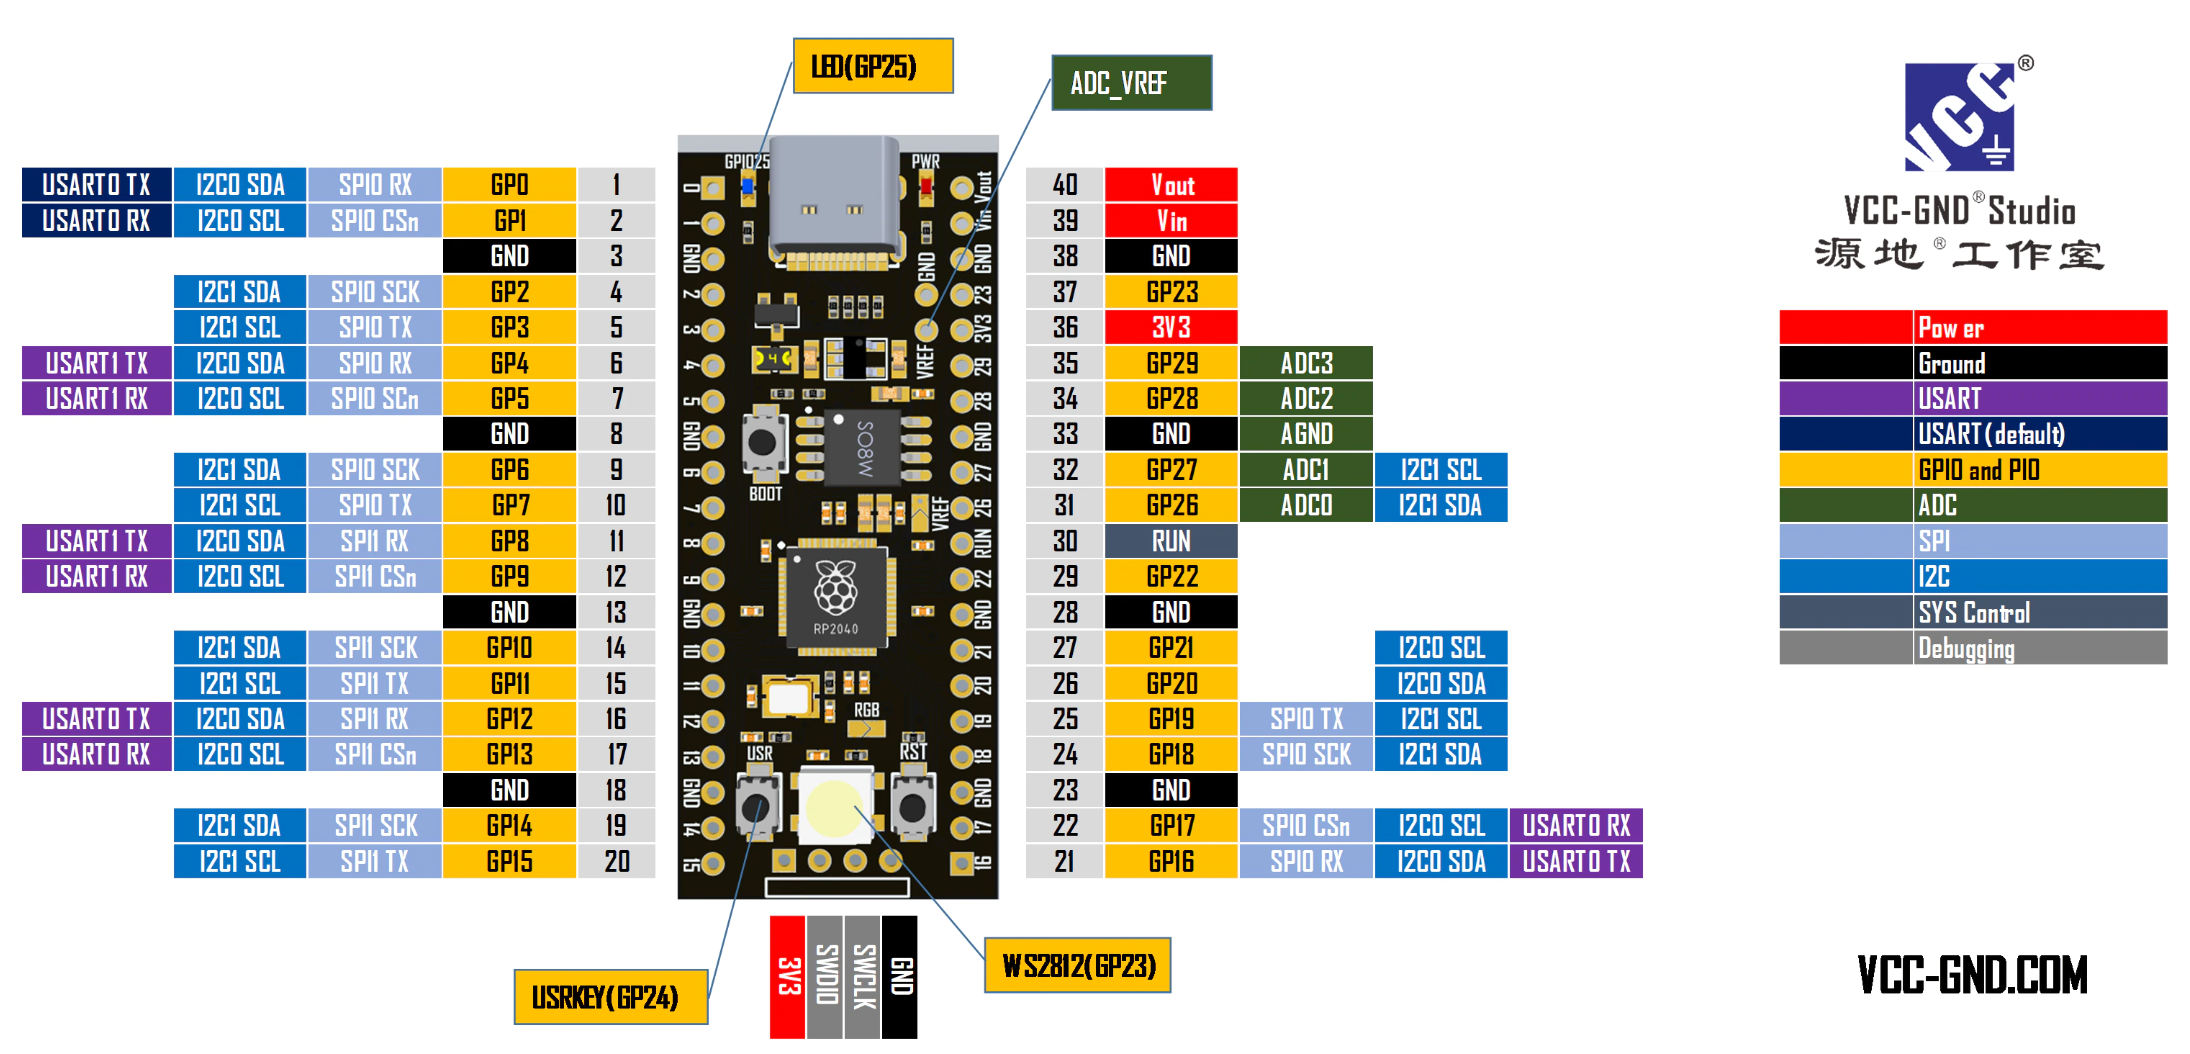 LED(GP25)
ADC_VREF
VCC®
VCC-GND®Studio
源地®工作室
USART0 TX I2C0 SDA SPI0 RX GP0 1
USART0 RX I2C0 SCL SPI0 CSn GP1 2
GND 3
I2C1 SDA SPI0 SCK GP2 4
I2C1 SCL SPI0 TX GP3 5
USART1 TX I2C0 SDA SPI0 RX GP4 6
USART1 RX I2C0 SCL SPI0 SCn GP5 7
GND 8
I2C1 SDA SPI0 SCK GP6 9
I2C1 SCL SPI0 TX GP7 10
USART1 TX I2C0 SDA SPI1 RX GP8 11
USART1 RX I2C0 SCL SPI1 CSn GP9 12
GND 13
I2C1 SDA SPI1 SCK GP10 14
I2C1 SCL SPI1 TX GP11 15
USART0 TX I2C0 SDA SPI1 RX GP12 16
USART0 RX I2C0 SCL SPI1 CSn GP13 17
GND 18
I2C1 SDA SPI1 SCK GP14 19
I2C1 SCL SPI1 TX GP15 20
GPIO25 PWR
0 Vout
1 Vin
GND GND GND
2 23
3 VREF 3V3
4 4 29
5 28
GND SO8W GND
6 27
BOOT
7 VREF 26
8 RUN
9 22
GND GND
RP2040
10 21
11 20
12 RGB 19
USR RST
13 18
GND GND
14 17
15 16
40 Vout
39 Vin
38 GND
37 GP23
36 3V3
35 GP29 ADC3
34 GP28 ADC2
33 GND AGND
32 GP27 ADC1 I2C1 SCL
31 GP26 ADC0 I2C1 SDA
30 RUN
29 GP22
28 GND
27 GP21 I2C0 SCL
26 GP20 I2C0 SDA
25 GP19 SPI0 TX I2C1 SCL
24 GP18 SPI0 SCK I2C1 SDA
23 GND
22 GP17 SPI0 CSn I2C0 SCL USART0 RX
21 GP16 SPI0 RX I2C0 SDA USART0 TX
Power
Ground
USART
USART(default)
GPIO and PIO
ADC
SPI
I2C
SYS Control
Debugging
3V3 SWDIO SWCLK GND
USRKEY(GP24)
WS2812(GP23)
VCC-GND.COM